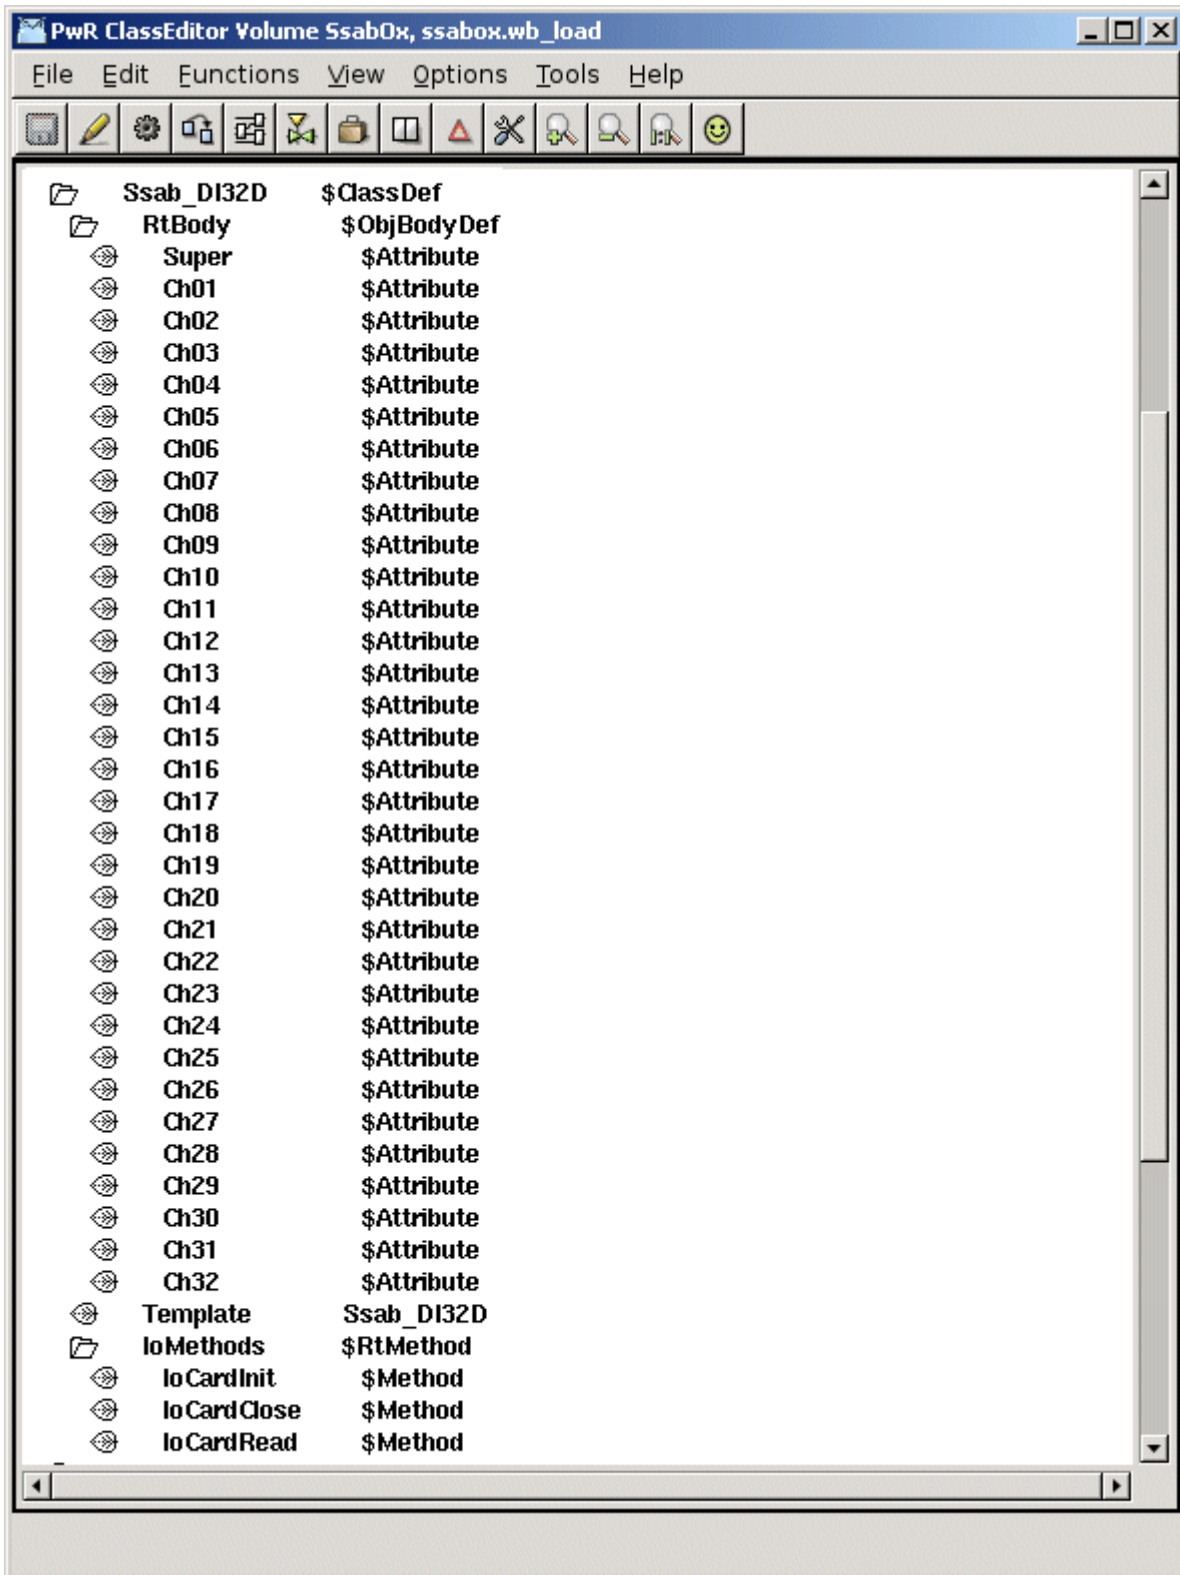 PwR ClassEditor Volume SsabOx, ssabox.wb_load
File Edit Functions View Options Tools Help
1:1
Ssab_DI32D $ClassDef
RtBody $ObjBodyDef
Super $Attribute
Ch01 $Attribute
Ch02 $Attribute
Ch03 $Attribute
Ch04 $Attribute
Ch05 $Attribute
Ch06 $Attribute
Ch07 $Attribute
Ch08 $Attribute
Ch09 $Attribute
Ch10 $Attribute
Ch11 $Attribute
Ch12 $Attribute
Ch13 $Attribute
Ch14 $Attribute
Ch15 $Attribute
Ch16 $Attribute
Ch17 $Attribute
Ch18 $Attribute
Ch19 $Attribute
Ch20 $Attribute
Ch21 $Attribute
Ch22 $Attribute
Ch23 $Attribute
Ch24 $Attribute
Ch25 $Attribute
Ch26 $Attribute
Ch27 $Attribute
Ch28 $Attribute
Ch29 $Attribute
Ch30 $Attribute
Ch31 $Attribute
Ch32 $Attribute
Template Ssab_DI32D
IoMethods $RtMethod
IoCardInit $Method
IoCardClose $Method
IoCardRead $Method